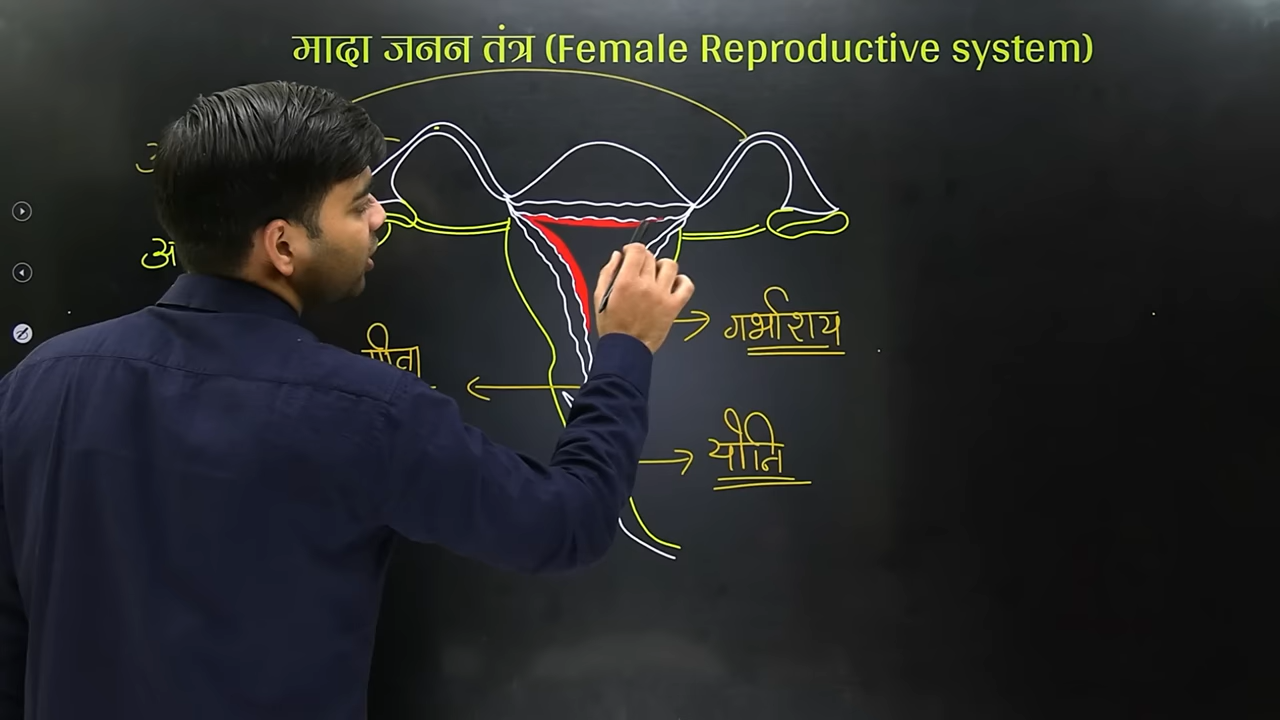 मादा जनन तंत्र (Female Reproductive system)
गर्भाशय
ग्रीवा
योनि